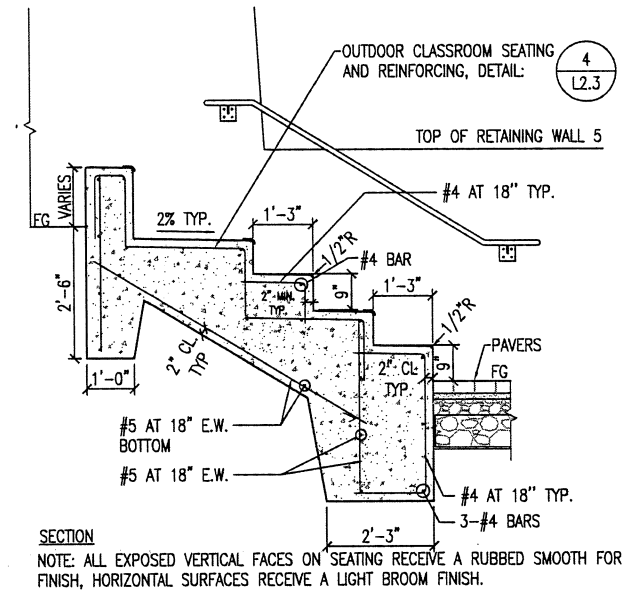 OUTDOOR CLASSROOM SEATING
AND REINFORCING, DETAIL:
4
L2.3
TOP OF RETAINING WALL 5
#4 AT 18" TYP.
VARIES
FG
2% TYP.
1'-3"
1/2"R
#4 BAR
2'-6"
2" MIN.
TYP.
9"
1'-3"
1/2"R
2" CL.
TYP
1'-0"
2" CL.
TYP.
9"
PAVERS
FG
#5 AT 18" E.W.
BOTTOM
#5 AT 18" E.W.
#4 AT 18" TYP.
3-#4 BARS
2'-3"
SECTION
NOTE: ALL EXPOSED VERTICAL FACES ON SEATING RECEIVE A RUBBED SMOOTH FOR
FINISH, HORIZONTAL SURFACES RECEIVE A LIGHT BROOM FINISH.